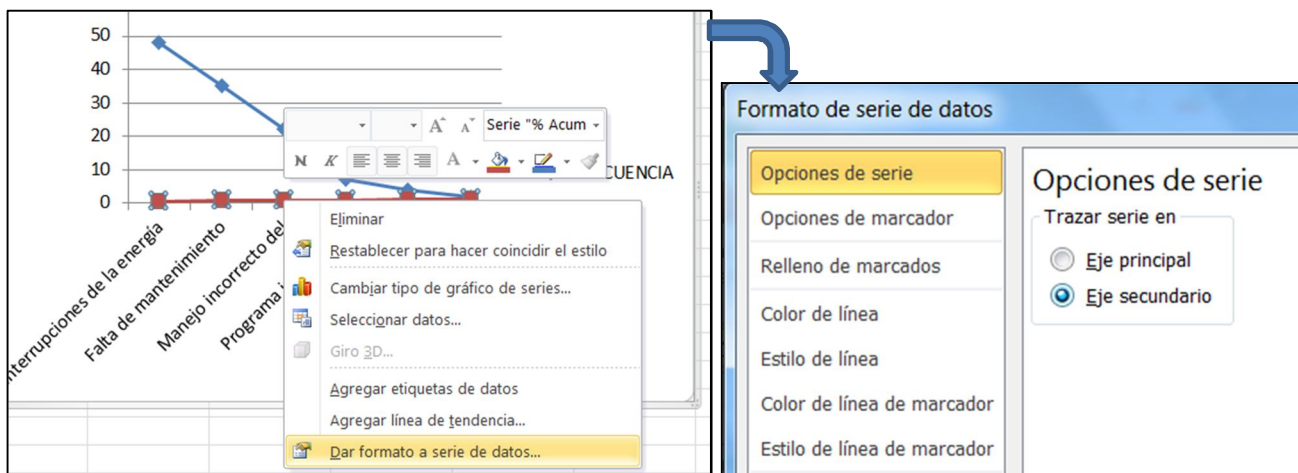 50
40
30
20
10
0
Serie "% Acum
N K A
CUENCIA
nterrupciones de la energía
Falta de mantenimiento
Manejo incorrecto del
Programa i
Eliminar
Restablecer para hacer coincidir el estilo
Cambiar tipo de gráfico de series...
Seleccionar datos...
Giro 3D...
Agregar etiquetas de datos
Agregar línea de tendencia...
Dar formato a serie de datos...
Formato de serie de datos
Opciones de serie
Opciones de marcador
Relleno de marcados
Color de línea
Estilo de línea
Color de línea de marcador
Estilo de línea de marcador
Opciones de serie
Trazar serie en
Eje principal
Eje secundario